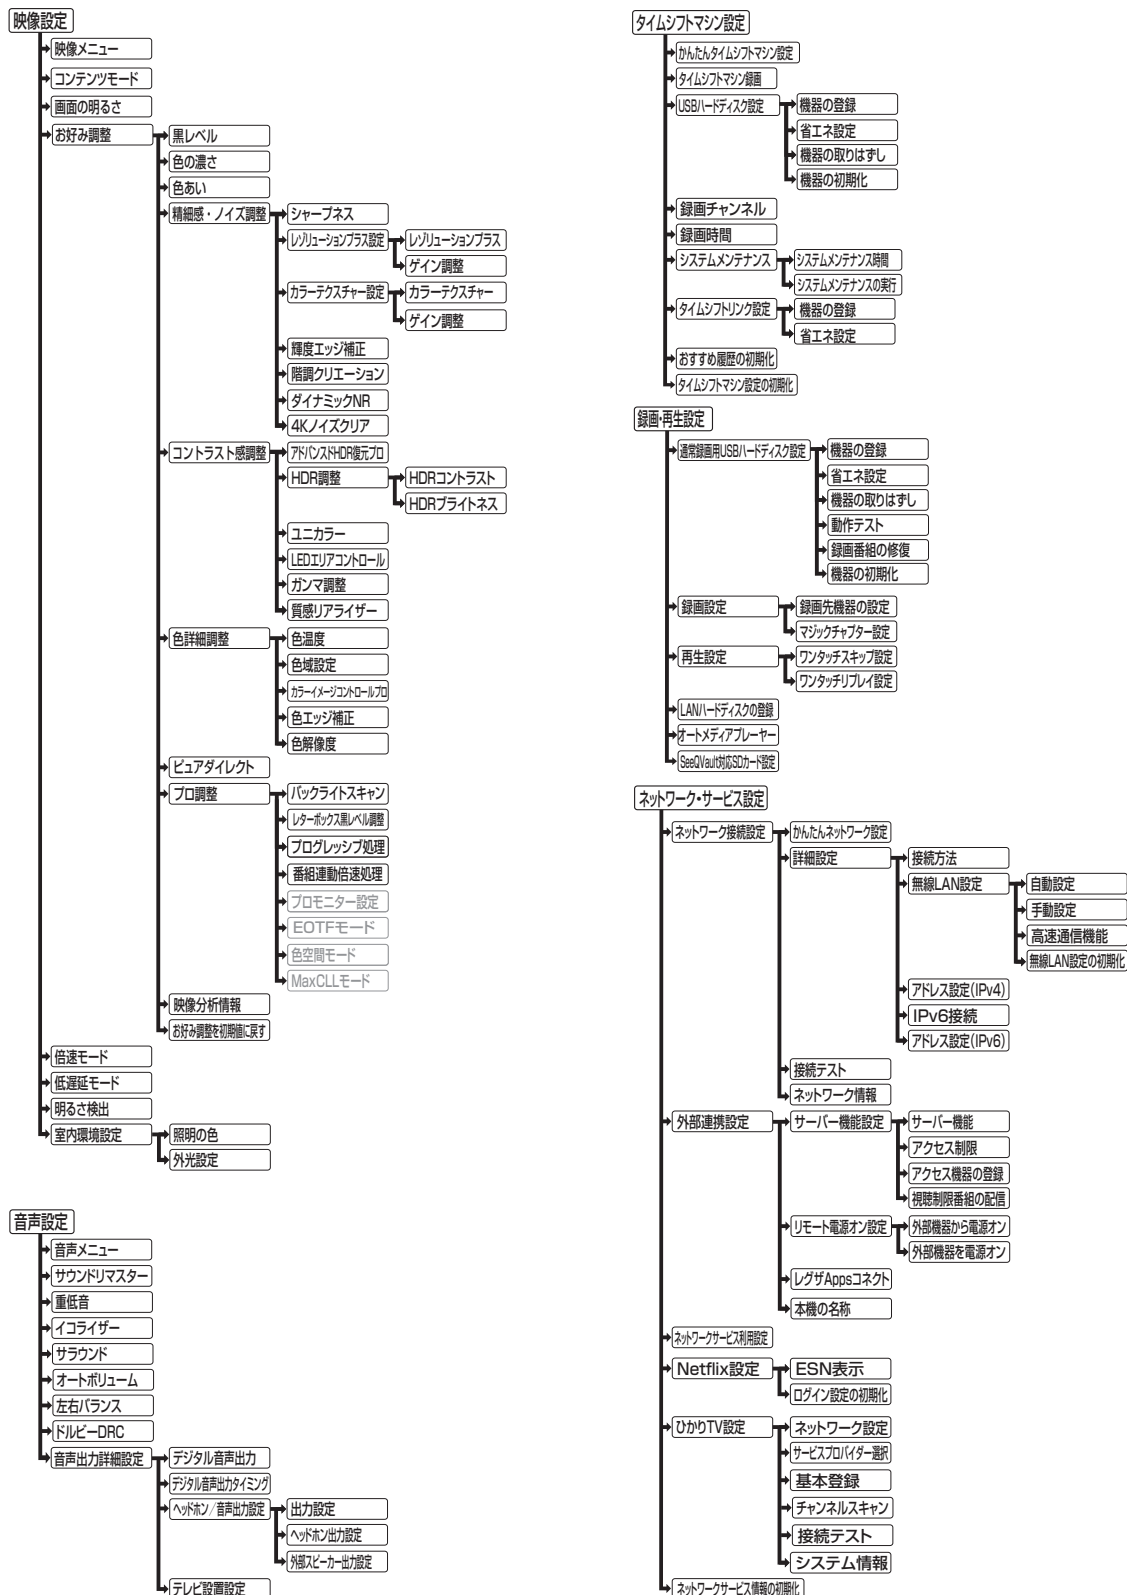 映像設定
映像メニュー
コンテンツモード
画面の明るさ
お好み調整
黒レベル
色の濃さ
色あい
精細感・ノイズ調整
シャープネス
レゾリューションプラス設定
レゾリューションプラス
ゲイン調整
カラーテクスチャー設定
カラーテクスチャー
ゲイン調整
輝度エッジ補正
階調クリエーション
ダイナミックNR
4Kノイズクリア
コントラスト感調整
アドバンスドHDR復元プロ
HDR調整
HDRコントラスト
HDRブライトネス
ユニカラー
LEDエリアコントロール
ガンマ調整
質感リアライザー
色詳細調整
色温度
色域設定
カラーイメージコントロールプロ
色エッジ補正
色解像度
ピュアダイレクト
プロ調整
バックライトスキャン
レターボックス黒レベル調整
プログレッシブ処理
番組連動倍速処理
プロモニター設定
EOTFモード
色空間モード
MaxCLLモード
映像分析情報
お好み調整を初期値に戻す
倍速モード
低遅延モード
明るさ検出
室内環境設定
照明の色
外光設定
音声設定
音声メニュー
サウンドリマスター
重低音
イコライザー
サラウンド
オートボリューム
左右バランス
ドルビーDRC
音声出力詳細設定
デジタル音声出力
デジタル音声出力タイミング
ヘッドホン/音声出力設定
出力設定
ヘッドホン出力設定
外部スピーカー出力設定
テレビ設置設定
タイムシフトマシン設定
かんたんタイムシフトマシン設定
タイムシフトマシン録画
USBハードディスク設定
機器の登録
省エネ設定
機器の取りはずし
機器の初期化
録画チャンネル
録画時間
システムメンテナンス
システムメンテナンス時間
システムメンテナンスの実行
タイムシフトリンク設定
機器の登録
省エネ設定
おすすめ履歴の初期化
タイムシフトマシン設定の初期化
録画・再生設定
通常録画用USBハードディスク設定
機器の登録
省エネ設定
機器の取りはずし
動作テスト
録画番組の修復
機器の初期化
録画設定
録画先機器の設定
マジックチャプター設定
再生設定
ワンタッチスキップ設定
ワンタッチリプレイ設定
LANハードディスクの登録
オートメディアプレーヤー
SeeQVault対応SDカード設定
ネットワーク・サービス設定
ネットワーク接続設定
かんたんネットワーク設定
詳細設定
接続方法
無線LAN設定
自動設定
手動設定
高速通信機能
無線LAN設定の初期化
アドレス設定(IPv4)
IPv6接続
アドレス設定(IPv6)
接続テスト
ネットワーク情報
外部連携設定
サーバー機能設定
サーバー機能
アクセス制限
アクセス機器の登録
視聴制限番組の配信
リモート電源オン設定
外部機器から電源オン
外部機器を電源オン
レグザAppsコネクト
本機の名称
ネットワークサービス利用設定
Netflix設定
ESN表示
ログイン設定の初期化
ひかりTV設定
ネットワーク設定
サービスプロバイダー選択
基本登録
チャンネルスキャン
接続テスト
システム情報
ネットワークサービス情報の初期化